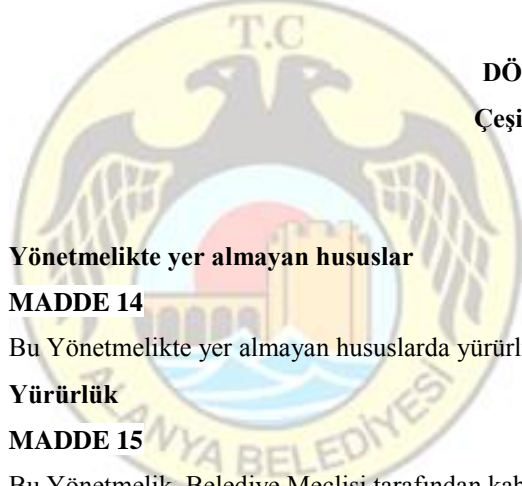 T.C
DÖ
Çeşi
Yönetmelikte yer almayan hususlar
MADDE 14
Bu Yönetmelikte yer almayan hususlarda yürürl
Yürürlük
MADDE 15
ALANYA BELEDİYESİ
Bu Yönetmelik, Belediye Meclisi tarafından kab